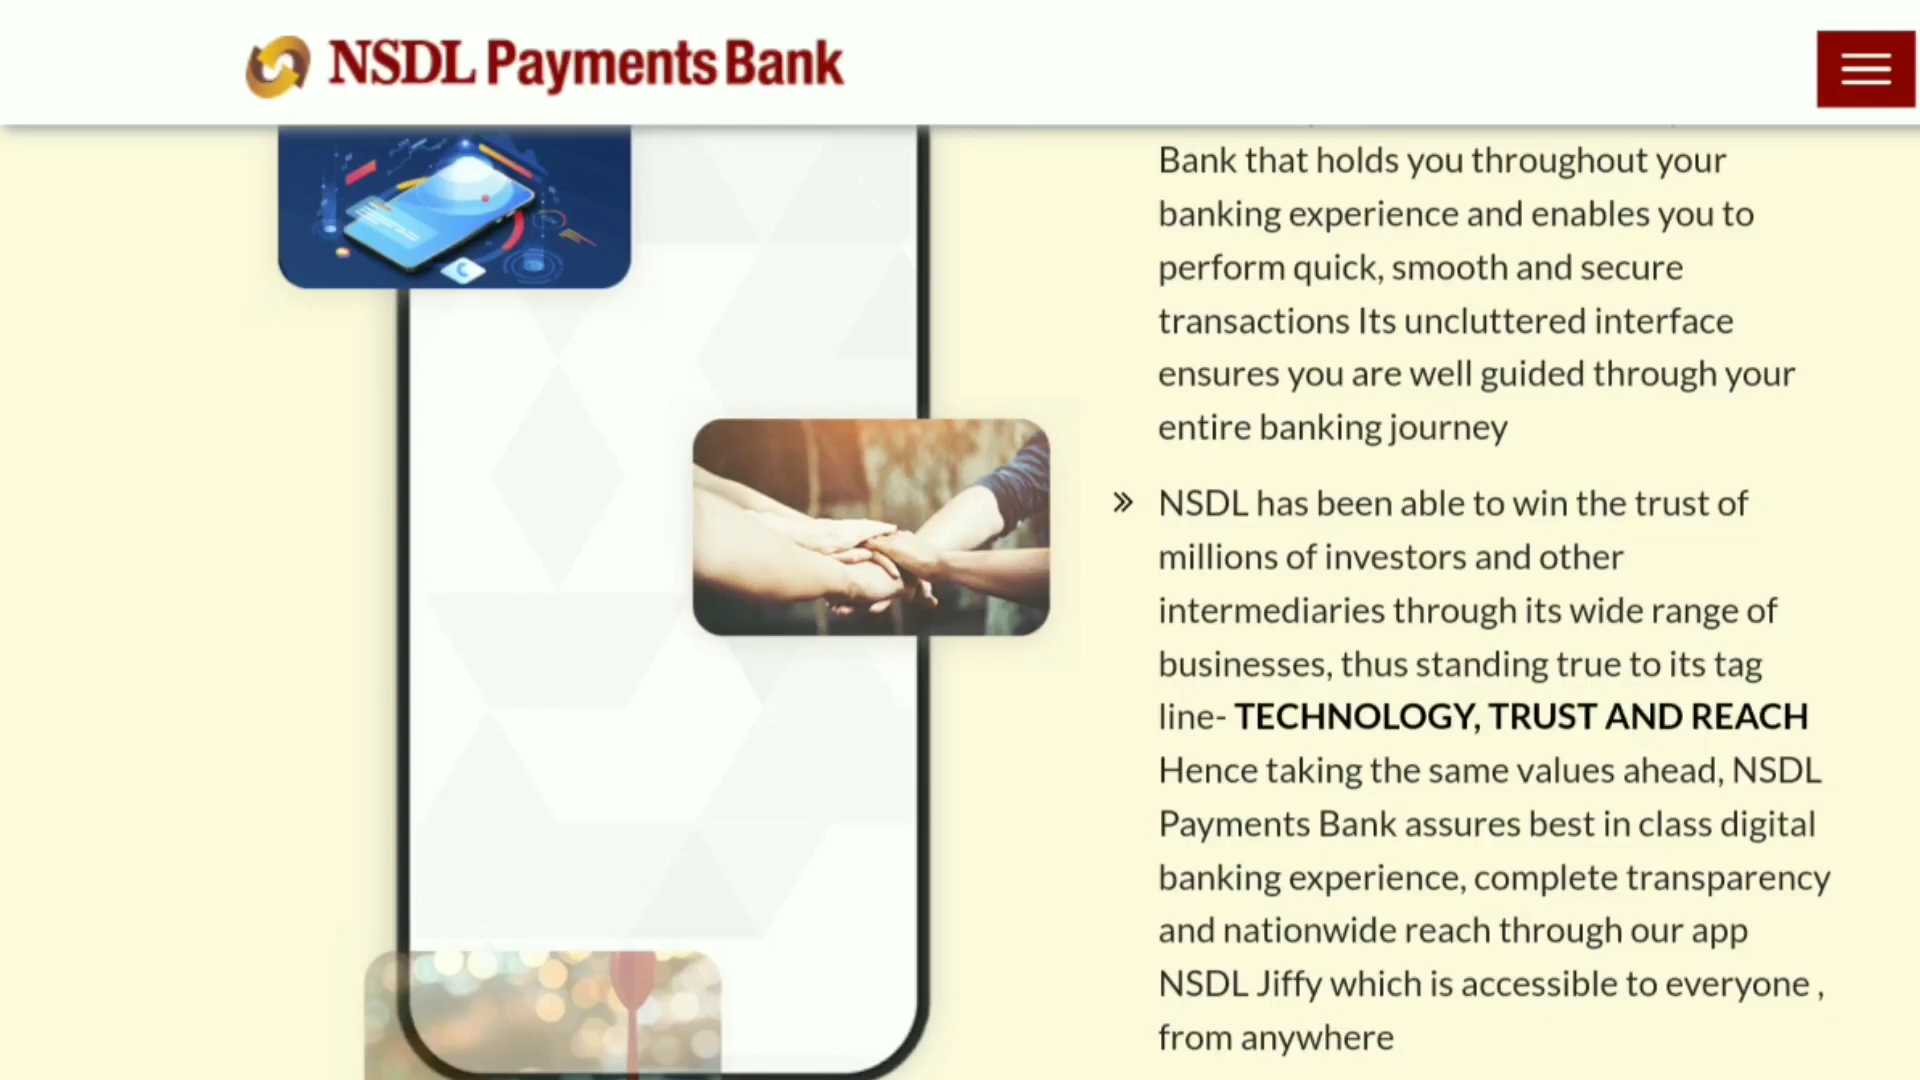 NSDL Payments Bank
Bank that holds you throughout your
banking experience and enables you to
perform quick, smooth and secure
transactions Its uncluttered interface
ensures you are well guided through your
entire banking journey
» NSDL has been able to win the trust of
millions of investors and other
intermediaries through its wide range of
businesses, thus standing true to its tag
line- TECHNOLOGY, TRUST AND REACH
Hence taking the same values ahead, NSDL
Payments Bank assures best in class digital
banking experience, complete transparency
and nationwide reach through our app
NSDL Jiffy which is accessible to everyone ,
from anywhere